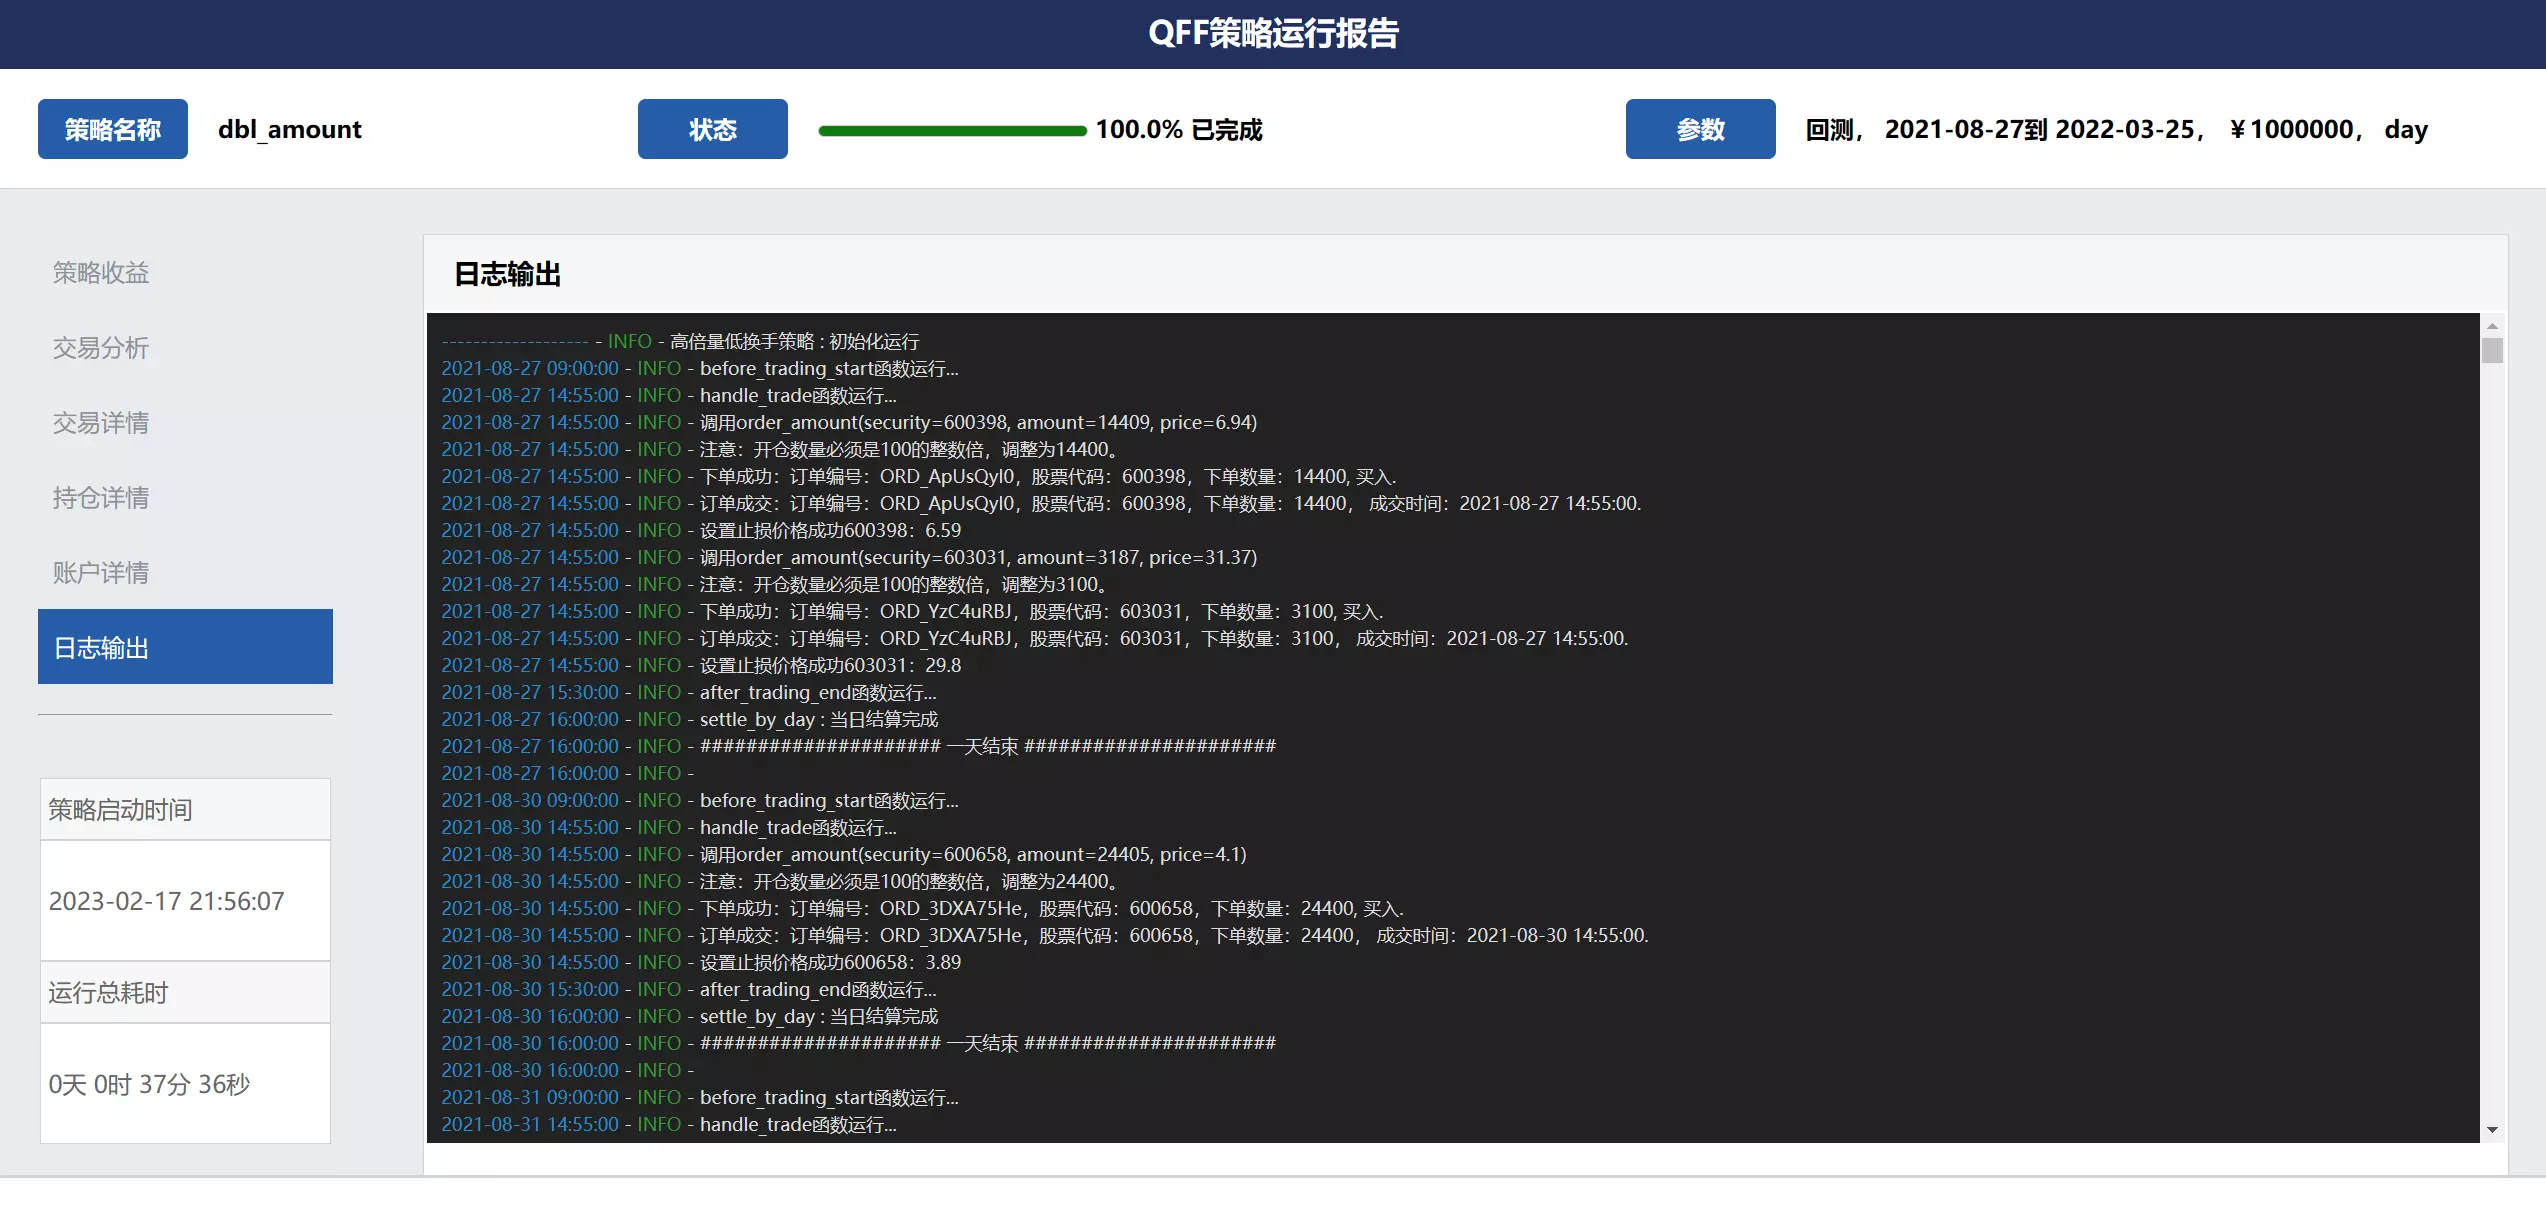 QFF策略运行报告
策略名称 dbl_amount 状态 100.0% 已完成 参数 回测， 2021-08-27到 2022-03-25， ￥1000000， day
策略收益
交易分析
交易详情
持仓详情
账户详情
日志输出
策略启动时间
2023-02-17 21:56:07
运行总耗时
0天 0时 37分 36秒
日志输出
------------------- - INFO - 高倍量低换手策略 : 初始化运行
2021-08-27 09:00:00 - INFO - before_trading_start函数运行...
2021-08-27 14:55:00 - INFO - handle_trade函数运行...
2021-08-27 14:55:00 - INFO - 调用order_amount(security=600398, amount=14409, price=6.94)
2021-08-27 14:55:00 - INFO - 注意：开仓数量必须是100的整数倍，调整为14400。
2021-08-27 14:55:00 - INFO - 下单成功：订单编号：ORD_ApUsQyl0，股票代码：600398，下单数量：14400, 买入.
2021-08-27 14:55:00 - INFO - 订单成交：订单编号：ORD_ApUsQyl0，股票代码：600398，下单数量：14400， 成交时间：2021-08-27 14:55:00.
2021-08-27 14:55:00 - INFO - 设置止损价格成功600398：6.59
2021-08-27 14:55:00 - INFO - 调用order_amount(security=603031, amount=3187, price=31.37)
2021-08-27 14:55:00 - INFO - 注意：开仓数量必须是100的整数倍，调整为3100。
2021-08-27 14:55:00 - INFO - 下单成功：订单编号：ORD_YzC4uRBJ，股票代码：603031，下单数量：3100, 买入.
2021-08-27 14:55:00 - INFO - 订单成交：订单编号：ORD_YzC4uRBJ，股票代码：603031，下单数量：3100， 成交时间：2021-08-27 14:55:00.
2021-08-27 14:55:00 - INFO - 设置止损价格成功603031：29.8
2021-08-27 15:30:00 - INFO - after_trading_end函数运行...
2021-08-27 16:00:00 - INFO - settle_by_day : 当日结算完成
2021-08-27 16:00:00 - INFO - ##################### 一天结束 ######################
2021-08-27 16:00:00 - INFO -
2021-08-30 09:00:00 - INFO - before_trading_start函数运行...
2021-08-30 14:55:00 - INFO - handle_trade函数运行...
2021-08-30 14:55:00 - INFO - 调用order_amount(security=600658, amount=24405, price=4.1)
2021-08-30 14:55:00 - INFO - 注意：开仓数量必须是100的整数倍，调整为24400。
2021-08-30 14:55:00 - INFO - 下单成功：订单编号：ORD_3DXA75He，股票代码：600658，下单数量：24400, 买入.
2021-08-30 14:55:00 - INFO - 订单成交：订单编号：ORD_3DXA75He，股票代码：600658，下单数量：24400， 成交时间：2021-08-30 14:55:00.
2021-08-30 14:55:00 - INFO - 设置止损价格成功600658：3.89
2021-08-30 15:30:00 - INFO - after_trading_end函数运行...
2021-08-30 16:00:00 - INFO - settle_by_day : 当日结算完成
2021-08-30 16:00:00 - INFO - ##################### 一天结束 ######################
2021-08-30 16:00:00 - INFO -
2021-08-31 09:00:00 - INFO - before_trading_start函数运行...
2021-08-31 14:55:00 - INFO - handle_trade函数运行...